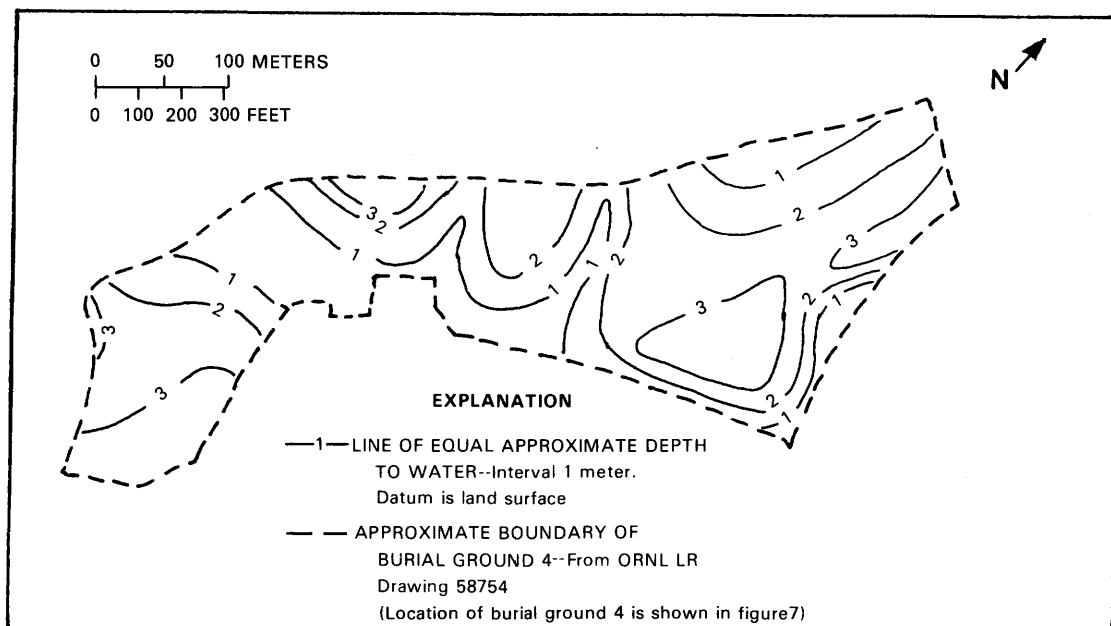 0 50 100 METERS
0 100 200 300 FEET
N
1
1
2
3
2
3
2
1
1
2
1
1
2
3
2
1
3
2
1
3
2
3
EXPLANATION
—1—LINE OF EQUAL APPROXIMATE DEPTH
TO WATER--Interval 1 meter.
Datum is land surface
— — APPROXIMATE BOUNDARY OF
BURIAL GROUND 4--From ORNL LR
Drawing 58754
(Location of burial ground 4 is shown in figure7)